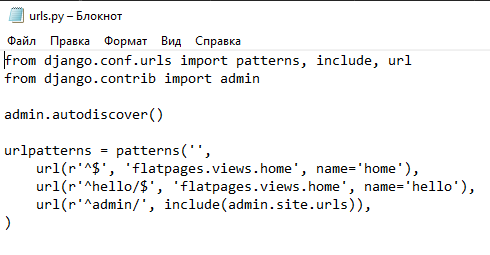 urls.py – Блокнот
Файл Правка Формат Вид Справка
from django.conf.urls import patterns, include, url
from django.contrib import admin
admin.autodiscover()
urlpatterns = patterns('',
    url(r'^$', 'flatpages.views.home', name='home'),
    url(r'^hello/$', 'flatpages.views.home', name='hello'),
    url(r'^admin/', include(admin.site.urls)),
)